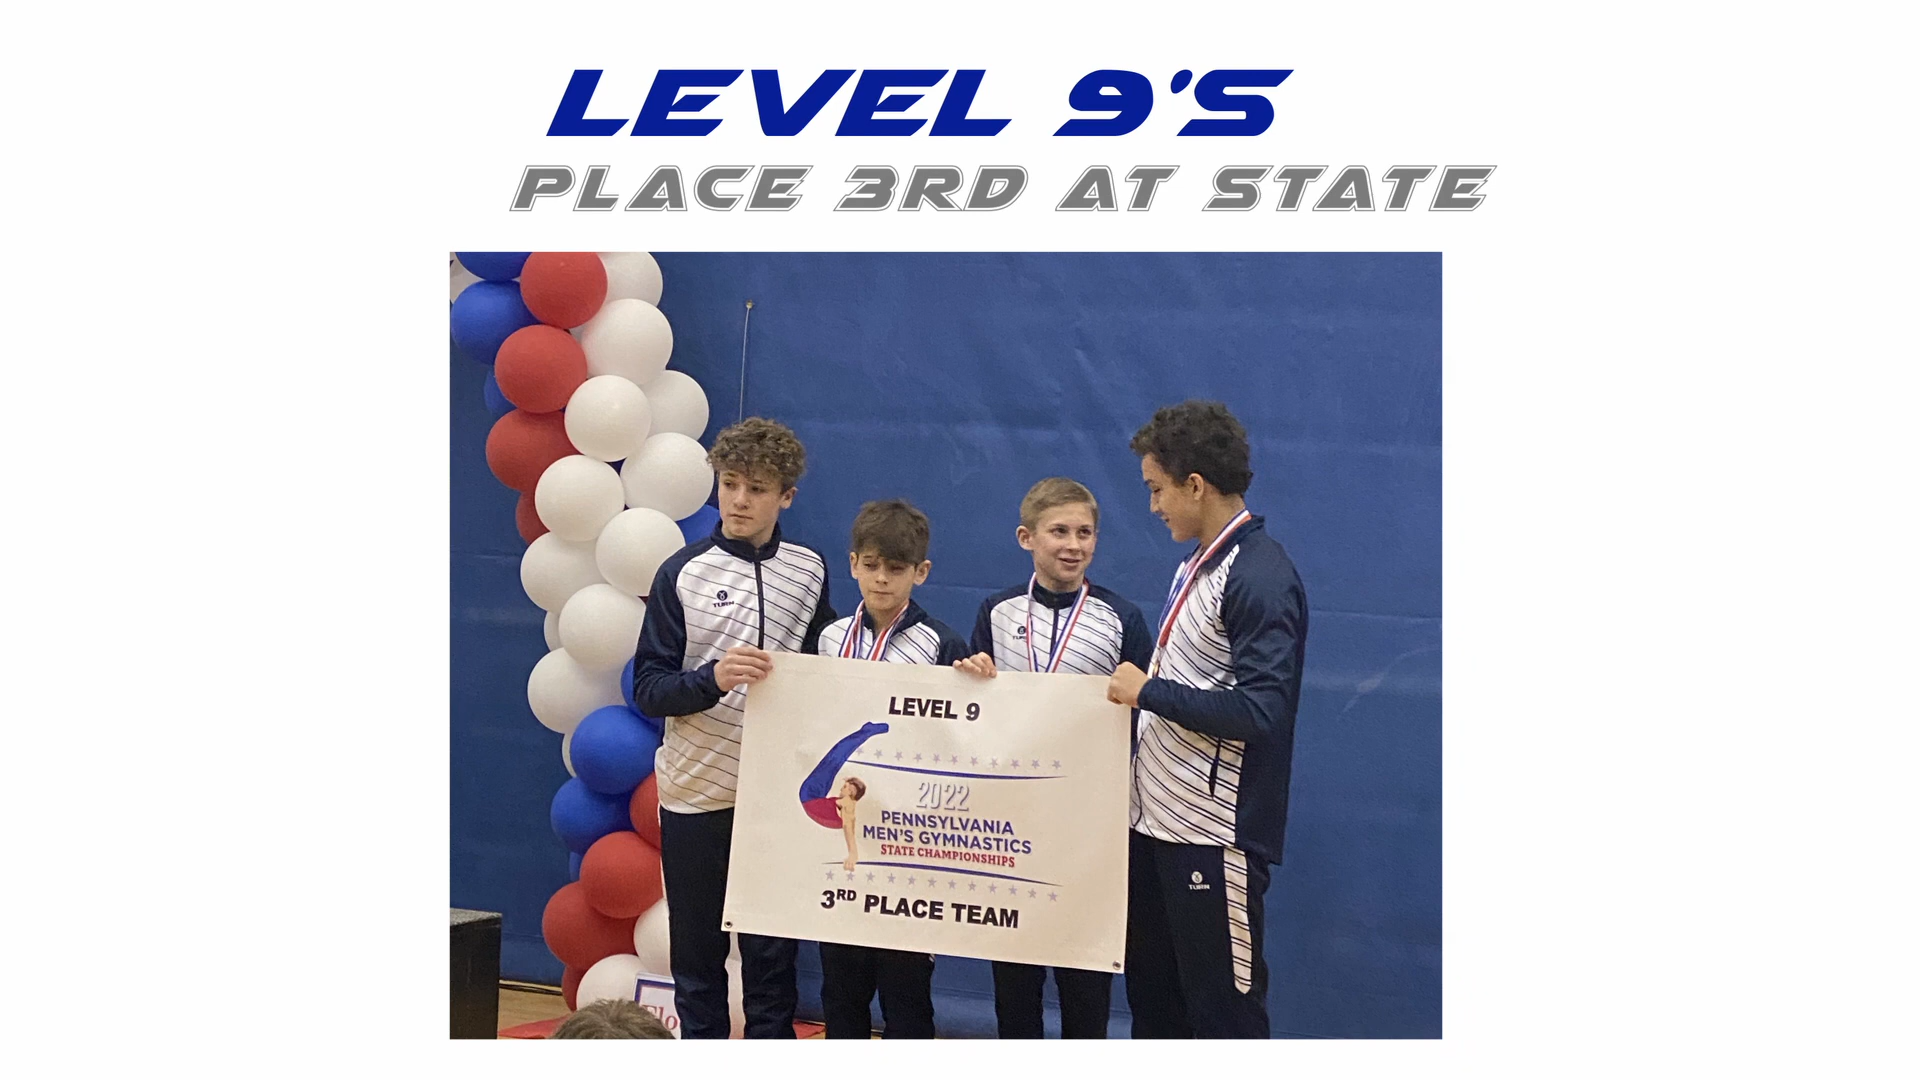 LEVEL 9'S
PLACE 3RD AT STATE
TURN
TURN
LEVEL 9
2022
PENNSYLVANIA
MEN'S GYMNASTICS
STATE CHAMPIONSHIPS
3RD PLACE TEAM
TURN